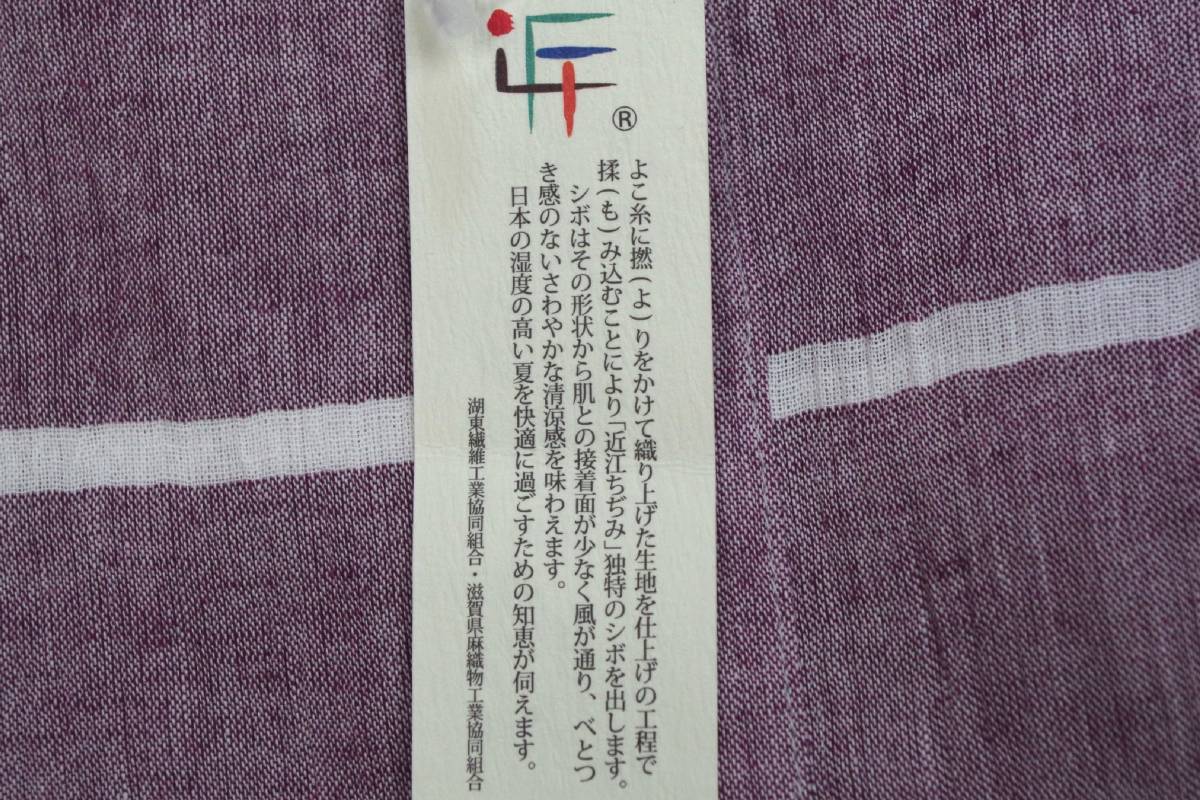 近
®
よこ糸に撚(よ)りをかけて織り上げた生地を仕上げの工程で
揉(も)み込むことにより「近江ちぢみ」独特のシボを出します。
シボはその形状から肌との接着面が少なく風が通り、べとつ
き感のないさわやかな清涼感を味わえます。
日本の湿度の高い夏を快適に過ごすための知恵が伺えます。
湖東繊維工業協同組合・滋賀県麻織物工業協同組合